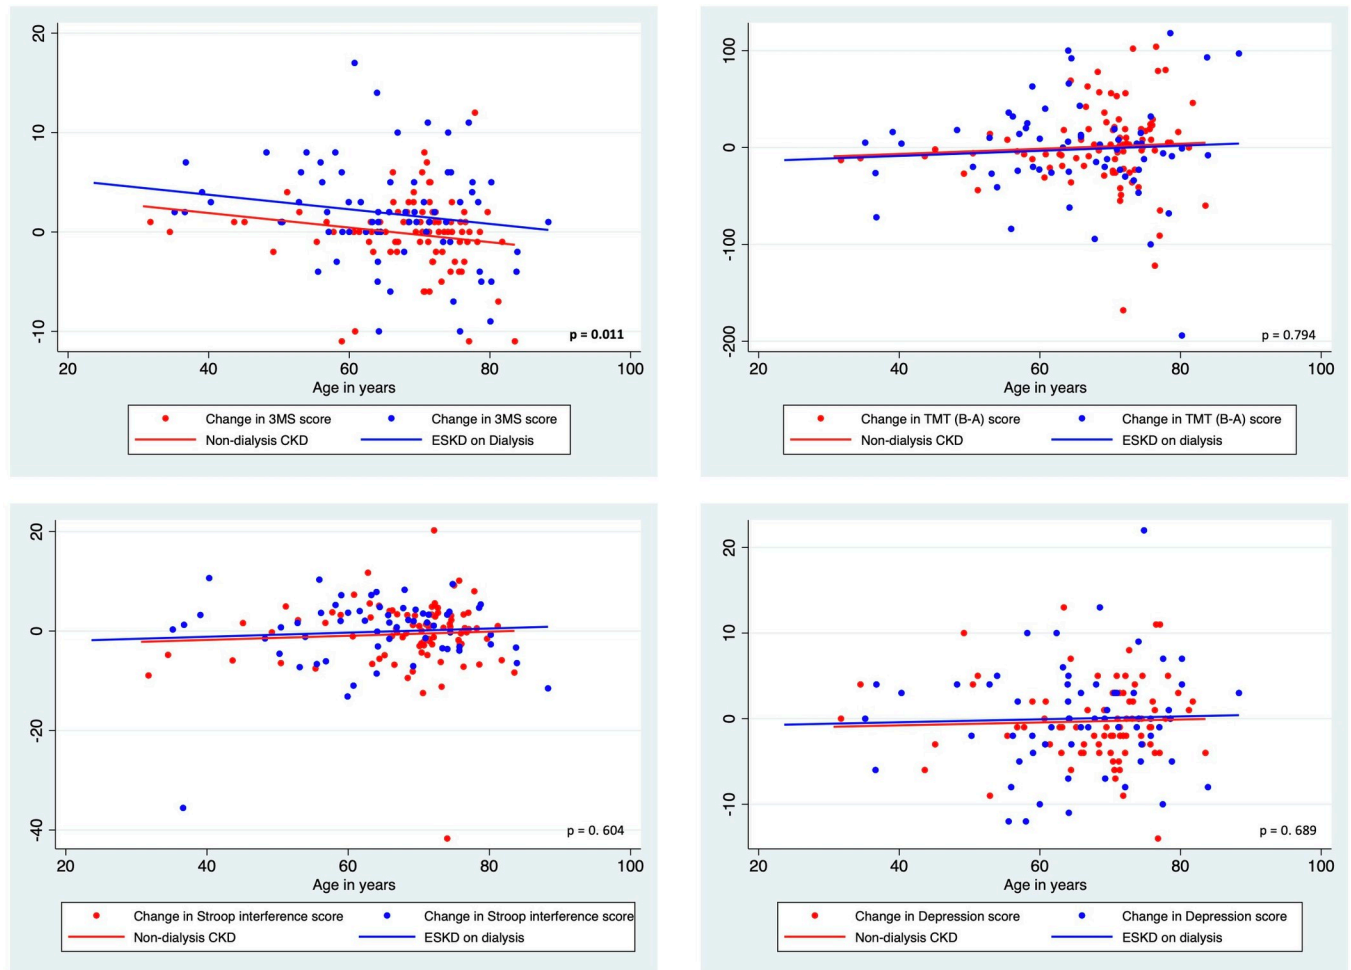 20
10
0
-10
p = 0.011
20 40 60 80 100
Age in years
Change in 3MS score Change in 3MS score
Non-dialysis CKD ESKD on Dialysis
100
0
-100
-200
p = 0.794
20 40 60 80 100
Age in years
Change in TMT (B-A) score Change in TMT (B-A) score
Non-dialysis CKD ESKD on dialysis
20
0
-20
-40
p = 0. 604
20 40 60 80 100
Age in years
Change in Stroop interference score Change in Stroop interference score
Non-dialysis CKD ESKD on dialysis
20
10
0
-10
p = 0. 689
20 40 60 80 100
Age in years
Change in Depression score Change in Depression score
Non-dialysis CKD ESKD on dialysis